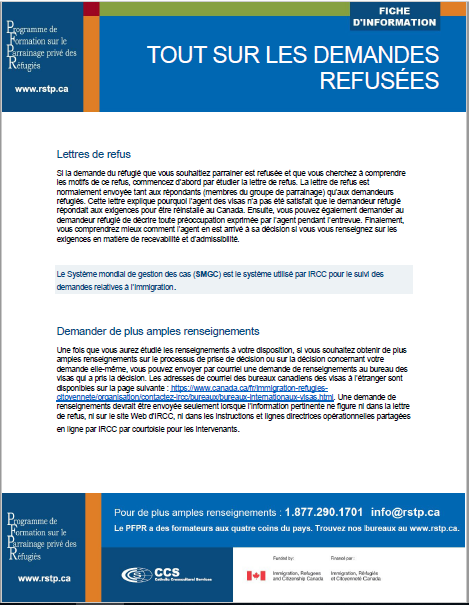 FICHE
D'INFORMATION
Programme de
Formation sur le
Parrainage privé des
Réfugiés
www.rstp.ca
TOUT SUR LES DEMANDES
REFUSÉES
Lettres de refus
Si la demande du réfugié que vous souhaitiez parrainer est refusée et que vous cherchez à comprendre
les motifs de ce refus, commencez d'abord par étudier la lettre de refus. La lettre de refus est
normalement envoyée tant aux répondants (membres du groupe de parrainage) qu'aux demandeurs
réfugiés. Cette lettre explique pourquoi l'agent des visas n'a pas été satisfait que le demandeur réfugié
répondait aux exigences pour être réinstallé au Canada. Ensuite, vous pouvez également demander au
demandeur réfugié de décrire toute préoccupation exprimée par l'agent pendant l'entrevue. Finalement,
vous comprendrez mieux comment l'agent en est arrivé à sa décision si vous vous renseignez sur les
exigences en matière de recevabilité et d'admissibilité.
Le Système mondial de gestion des cas (SMGC) est le système utilisé par IRCC pour le suivi des
demandes relatives à l'immigration.
Demander de plus amples renseignements
Une fois que vous aurez étudié les renseignements à votre disposition, si vous souhaitez obtenir de plus
amples renseignements sur le processus de prise de décision ou sur la décision concernant votre
demande elle-même, vous pouvez envoyer par courriel une demande de renseignements au bureau des
visas qui a pris la décision. Les adresses de courriel des bureaux canadiens des visas à l'étranger sont
disponibles sur la page suivante : https://www.canada.ca/fr/immigration-refugies-
citoyennete/organisation/contactez-ircc/bureaux/bureaux-internationaux-visas.html. Une demande de
renseignements devrait être envoyée seulement lorsque l'information pertinente ne figure ni dans la lettre
de refus, ni sur le site Web d'IRCC, ni dans les instructions et lignes directrices opérationnelles partagées
en ligne par IRCC par courtoisie pour les intervenants.
Programme de
Formation sur le
Parrainage privé des
Réfugiés
www.rstp.ca
Pour de plus amples renseignements : 1.877.290.1701 info@rstp.ca
Le PFPR a des formateurs aux quatre coins du pays. Trouvez nos bureaux au www.rstp.ca.
CCS
Catholic Crosscultural Services
Funded by:
Financé par :
Immigration, Refugees
and Citizenship Canada
Immigration, Réfugiés
et Citoyenneté Canada